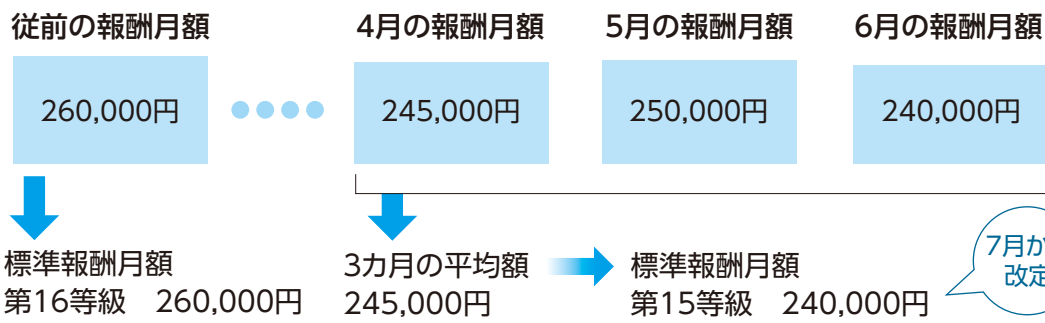 従前の報酬月額
4月の報酬月額
5月の報酬月額
6月の報酬月額
260,000円
245,000円
250,000円
240,000円
標準報酬月額
第16等級　260,000円
3カ月の平均額
245,000円
標準報酬月額
第15等級　240,000円
7月か
改定